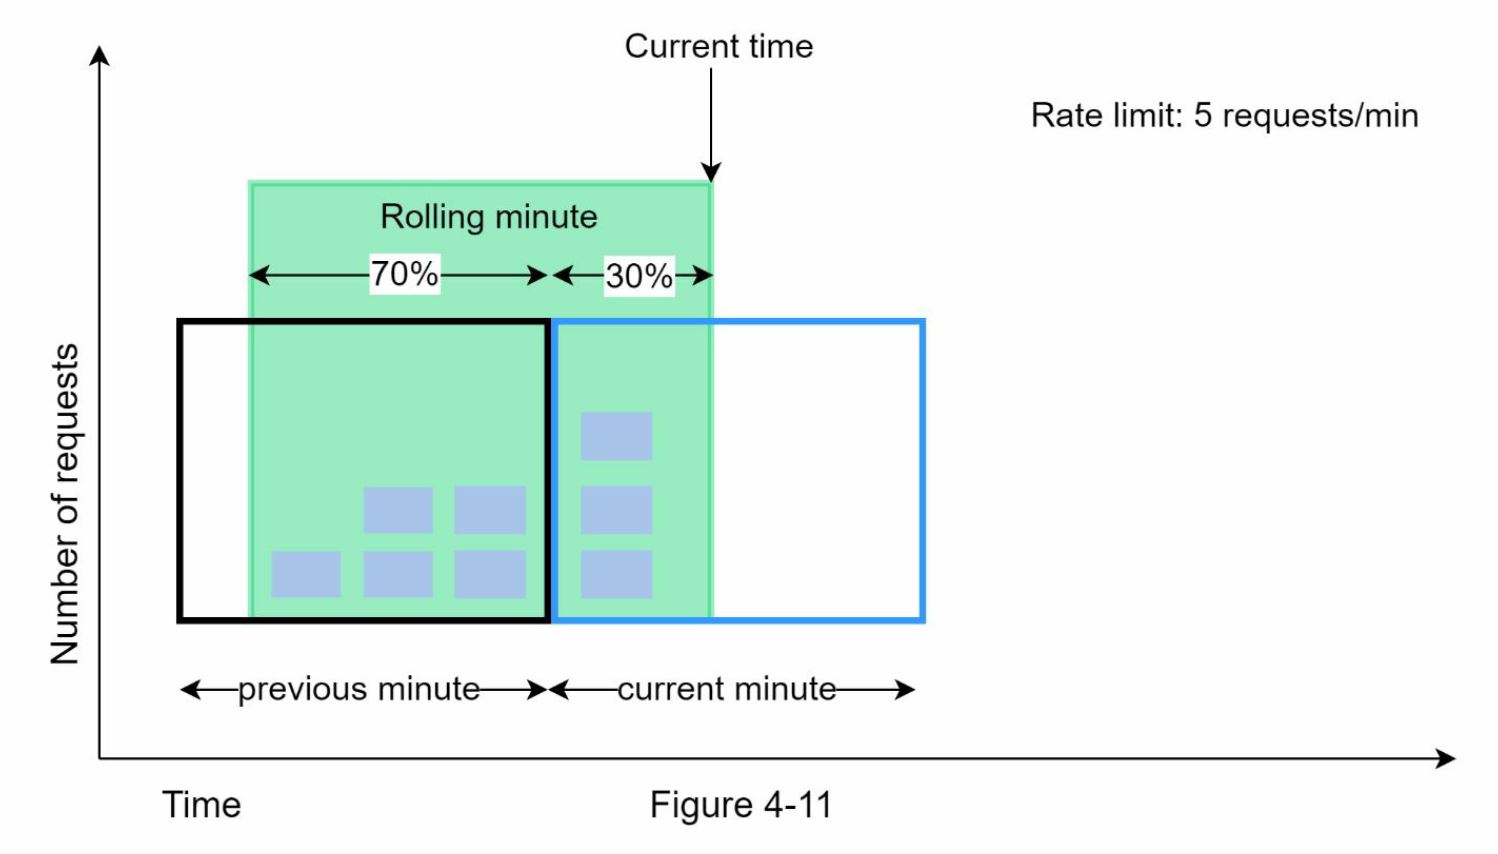 Current time
Rate limit: 5 requests/min
Rolling minute
70%
30%
Number of requests
previous minute
current minute
Time
Figure 4-11